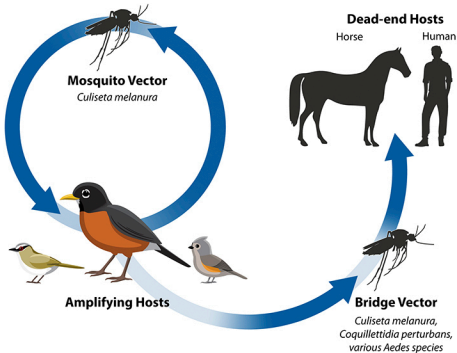 Dead-end Hosts
Horse
Human
Mosquito Vector
Culiseta melanura
Amplifying Hosts
Bridge Vector
Culiseta melanura,
Coquillettidia perturbans,
various Aedes species